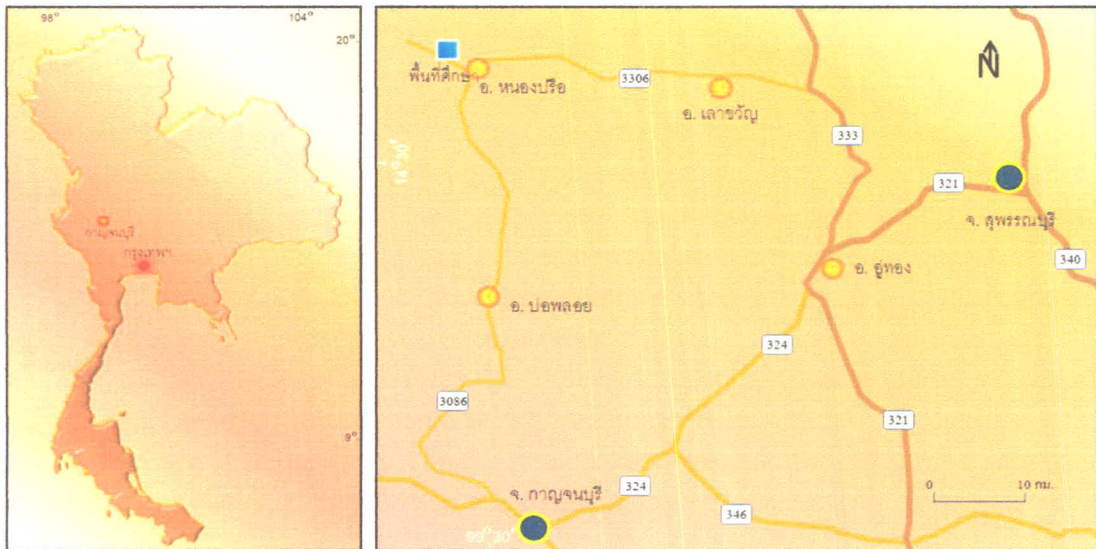 98°
104°
20°
กาญจนบุรี
กรุงเทพฯ
9°
พื้นที่ศึกษา
อ. หนองปรือ
3306
อ. เลาขวัญ
N
14°30'
333
321
จ. สุพรรณบุรี
340
อ. อู่ทอง
อ. บ่อพลอย
324
3086
321
จ. กาญจนบุรี
324
346
0 10 กม.
99°30'